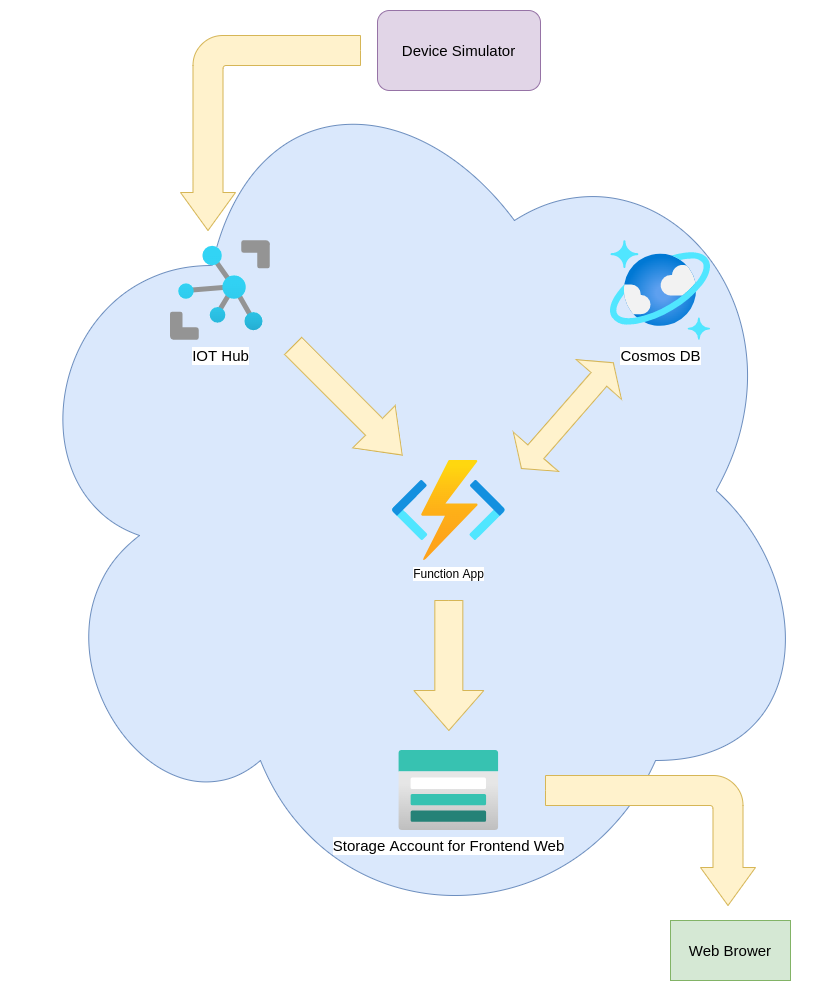 Device Simulator
IOT Hub
Cosmos DB
Function App
Storage Account for Frontend Web
Web Brower